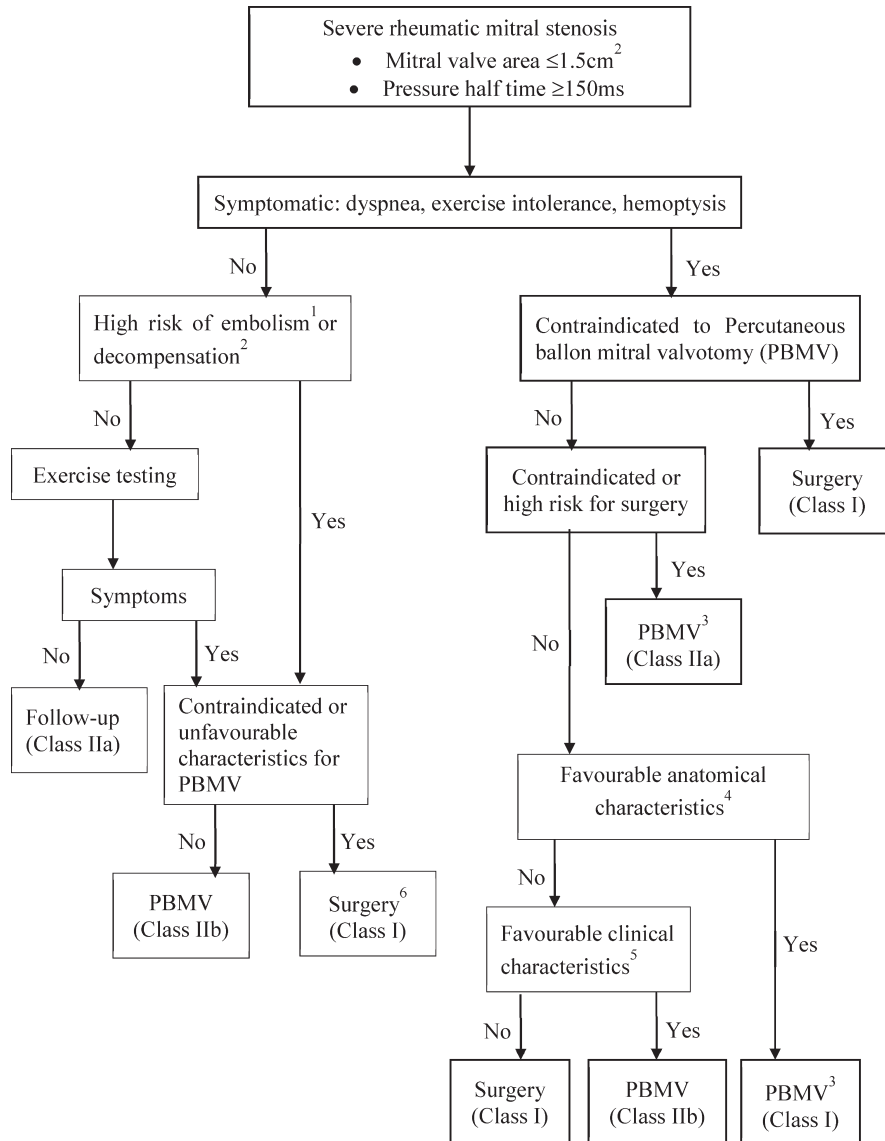 Severe rheumatic mitral stenosis
• Mitral valve area ≤1.5cm²
• Pressure half time ≥150ms
Symptomatic: dyspnea, exercise intolerance, hemoptysis
No
Yes
High risk of embolism¹ or
decompensation²
Contraindicated to Percutaneous
ballon mitral valvotomy (PBMV)
No
Yes
No
Yes
Exercise testing
Contraindicated or
high risk for surgery
Surgery
(Class I)
Symptoms
No
Yes
No
Yes
PBMV³
(Class IIa)
Follow-up
(Class IIa)
Contraindicated or
unfavourable
characteristics for
PBMV
Favourable anatomical
characteristics⁴
No
Yes
No
Yes
PBMV
(Class IIb)
Surgery⁶
(Class I)
Favourable clinical
characteristics⁵
No
Yes
Surgery
(Class I)
PBMV
(Class IIb)
PBMV³
(Class I)